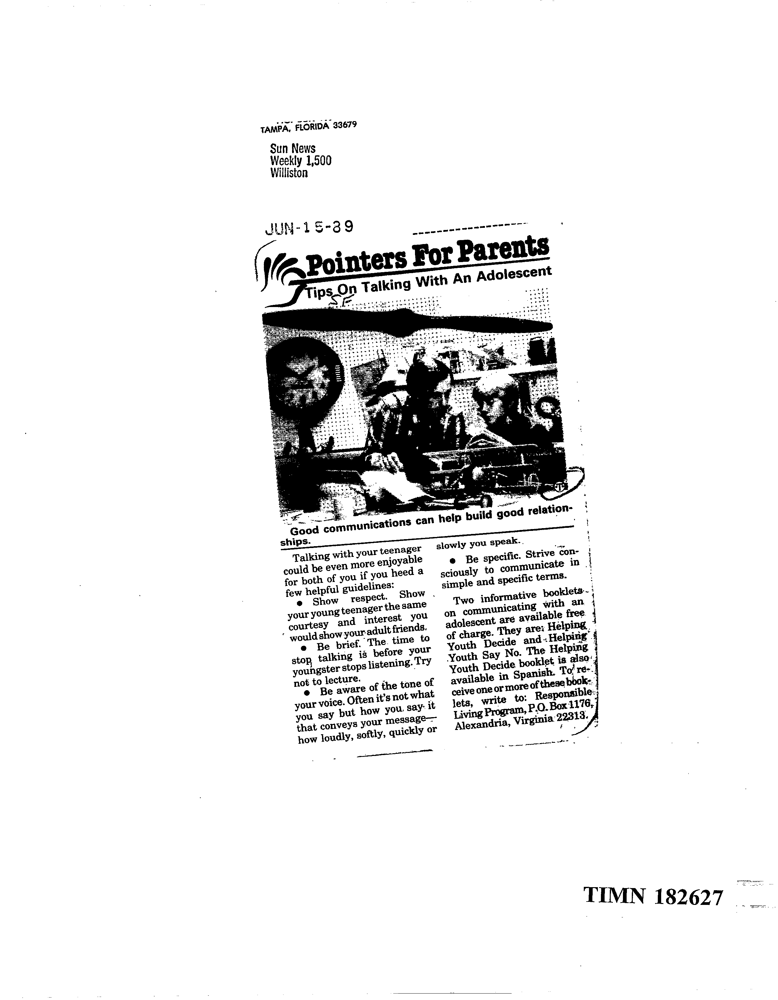 TAMPA, FLORIDA 33679
Sun News
Weekly 1,500
Williston
JUN-15-89
Pointers For Parents
Tips On Talking With An Adolescent
SF
Good communications can help build good relation-
ships.
Talking with your teenager
could be even more enjoyable
for both of you if you heed a
few helpful guidelines:
• Show respect. Show
your young teenager the same
courtesy and interest you
would show your adult friends.
• Be brief. The time to
stop talking is before your
youngster stops listening. Try
not to lecture.
• Be aware of the tone of
your voice. Often it's not what
you say but how you say it
that conveys your message—
how loudly, softly, quickly or
slowly you speak.
• Be specific. Strive con-
sciously to communicate in
simple and specific terms.
Two informative booklets
on communicating with an
adolescent are available free
of charge. They are: Helping
Youth Decide and Helping
Youth Say No. The Helping
Youth Decide booklet is also
available in Spanish. To re-
ceive one or more of these book-
lets, write to: Responsible
Living Program, P.O. Box 1176,
Alexandria, Virginia 22313.
TIMN 182627